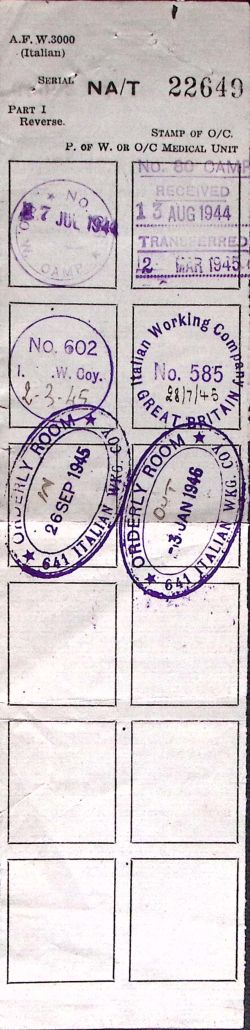 A.F. W.3000
(Italian)
SERIAL NA/T 22649
PART I
Reverse.
STAMP OF O/C.
P. OF W. OR O/C MEDICAL UNIT
No.
27 JUL 1944
CAMP
No. 60 CAMP
RECEIVED
13 AUG 1944
TRANSFERRED
2 MAR 1945
No. 602
I. W. Coy.
2-3-45
Italian Working Company
No. 585
28/7/45
GREAT BRITAIN
ORDERLY ROOM
IN
26 SEP 1945
641 ITALIAN WKG. COY
ORDERLY ROOM
OUT
-3 JAN 1946
641 ITALIAN WKG. COY